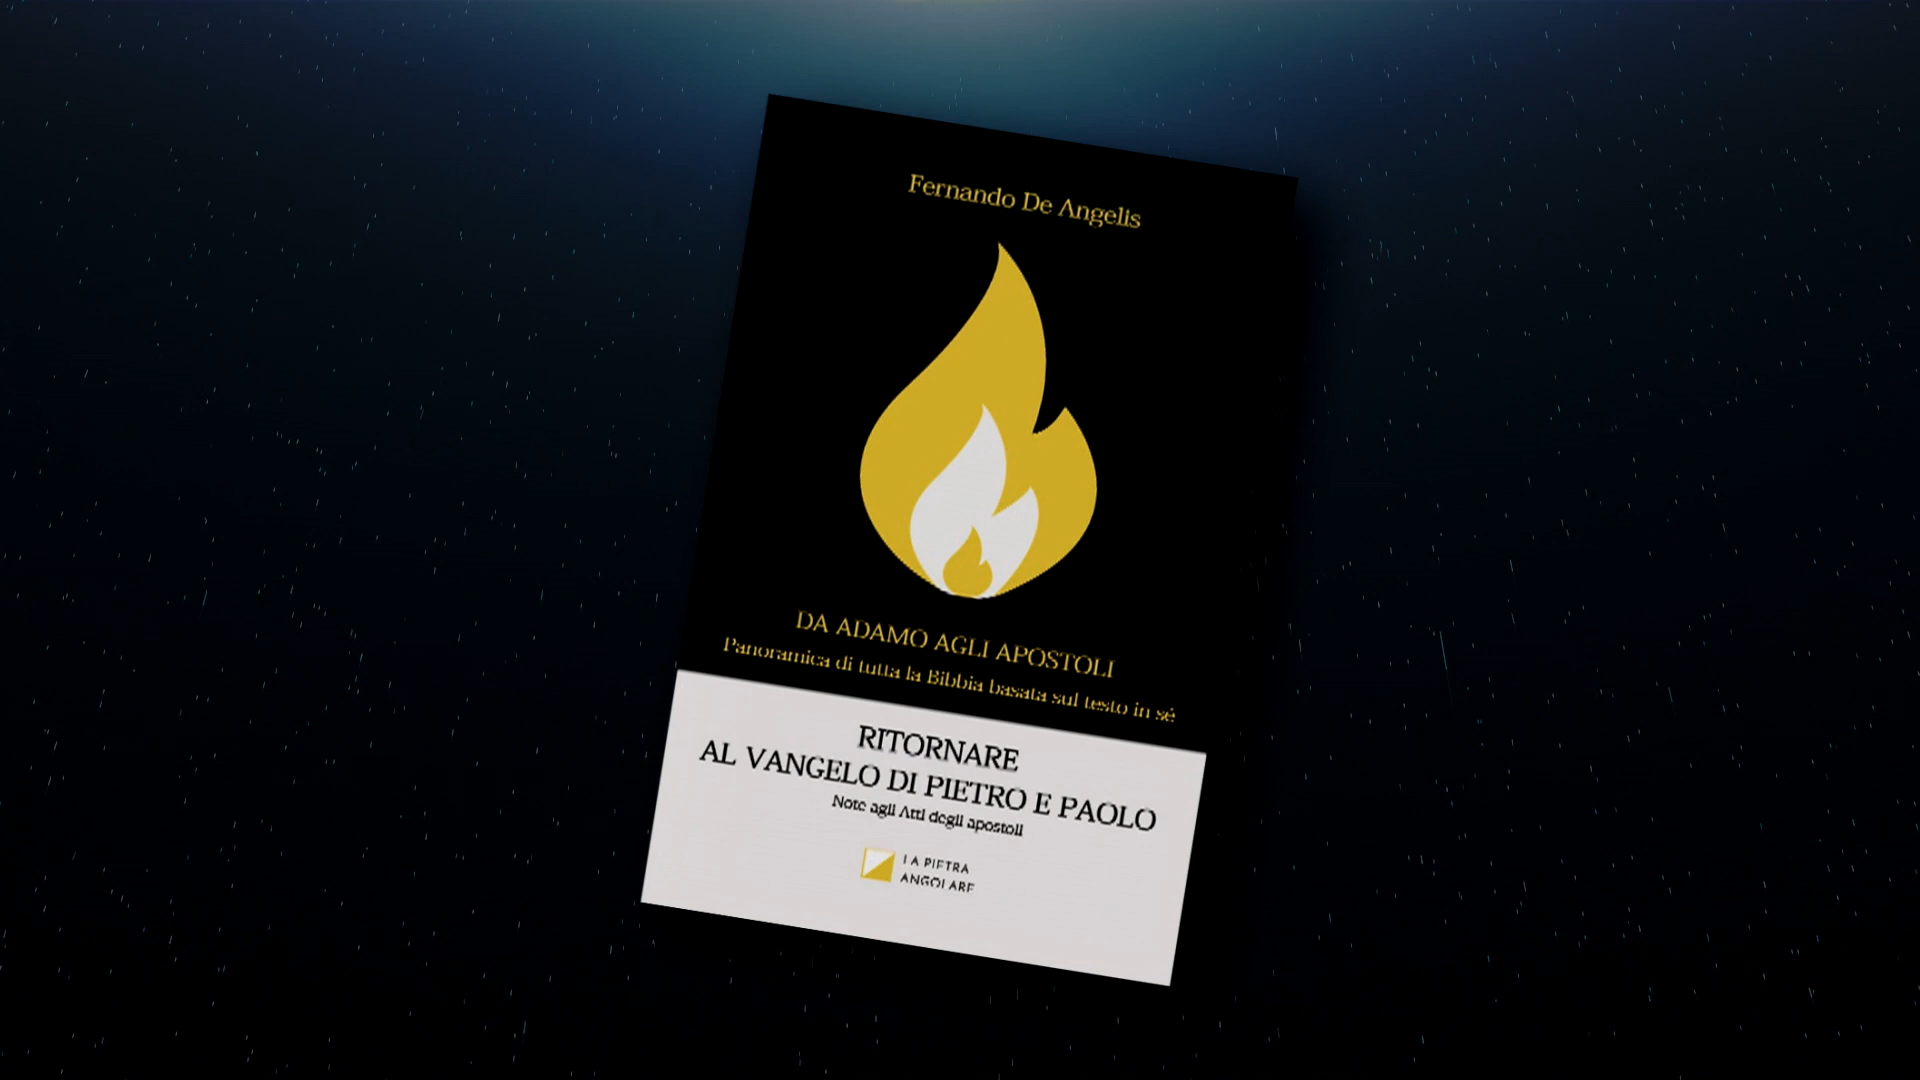 Fernando De Angelis
DA ADAMO AGLI APOSTOLI
Panoramica di tutta la Bibbia basata sul testo in sé
RITORNARE
AL VANGELO DI PIETRO E PAOLO
Note agli Atti degli apostoli
LA PIETRA
ANGOLARE